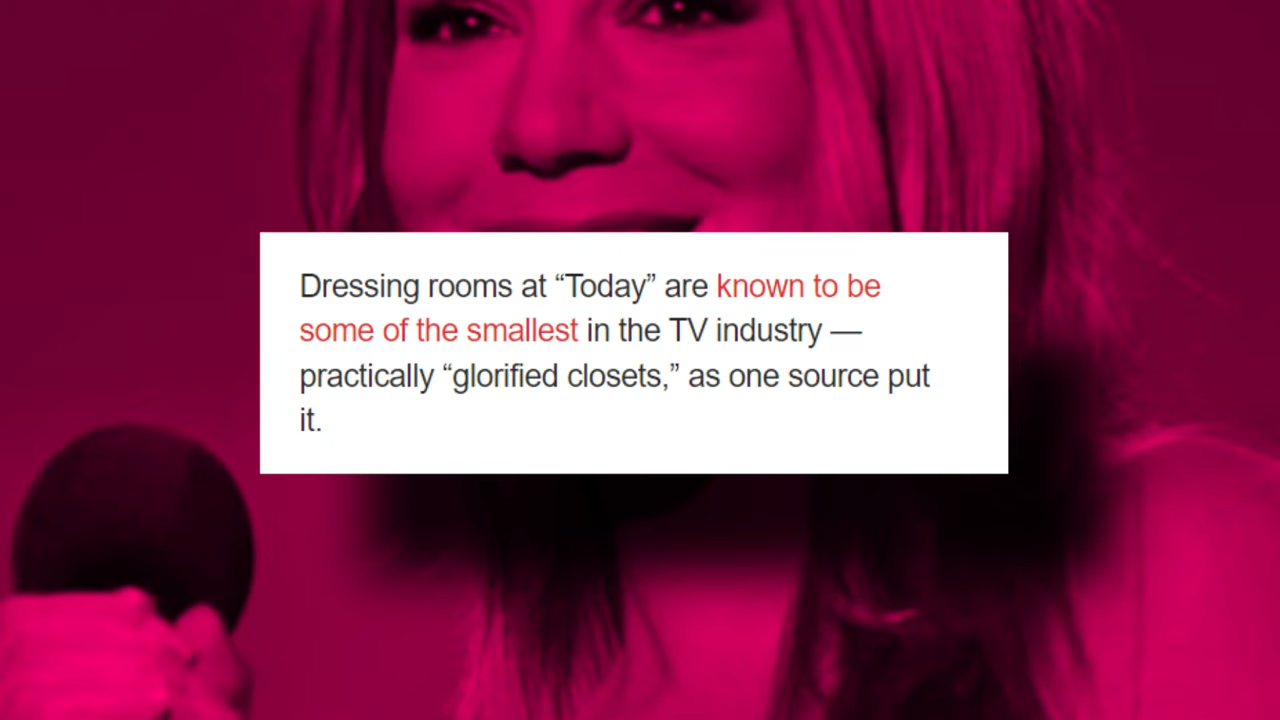 Dressing rooms at “Today” are known to be
some of the smallest in the TV industry —
practically “glorified closets,” as one source put
it.